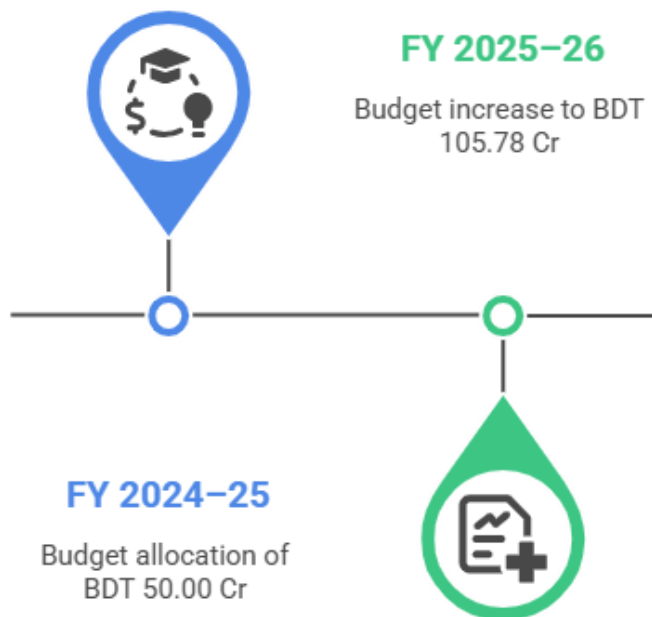 FY 2025–26
Budget increase to BDT
105.78 Cr
FY 2024–25
Budget allocation of
BDT 50.00 Cr